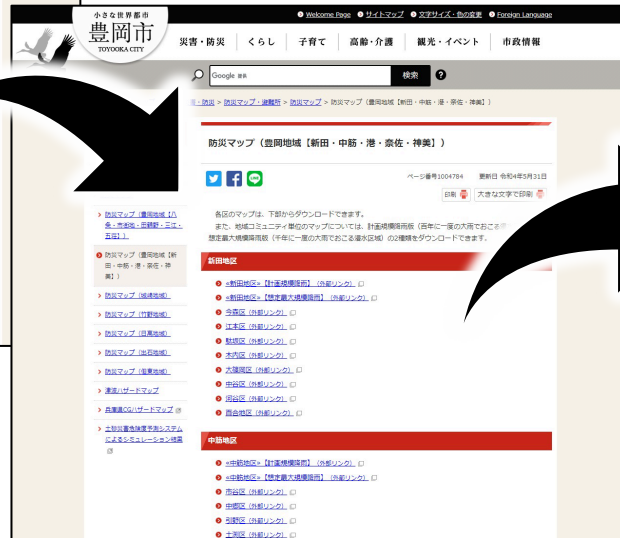 小さな世界都市
豊岡市
TOYOOKA CITY
Welcome Page サイトマップ 文字サイズ・色の変更 Foreign Language
災害・防災 くらし 子育て 高齢・介護 観光・イベント 市政情報
Google 検索
・防災 > 防災マップ・避難所 > 防災マップ > 防災マップ（豊岡地域【新田・中筋・港・奈佐・神美】）
防災マップ（豊岡地域【新田・中筋・港・奈佐・神美】）
ページ番号1004784 更新日 令和4年5月31日
印刷 大きな文字で印刷
各区のマップは、下部からダウンロードできます。
また、地域コミュニティ単位のマップについては、計画規模降雨版（百年に一度の大雨でおこる
想定最大規模降雨版（千年に一度の大雨でおこる浸水区域）の2種類をダウンロードできます。
防災マップ（豊岡地域【八
条・市街地・田鶴野・三江・
五荘】）
防災マップ（豊岡地域【新
田・中筋・港・奈佐・神
美】）
防災マップ（城崎地域）
防災マップ（竹野地域）
防災マップ（日高地域）
防災マップ（出石地域）
防災マップ（但東地域）
津波ハザードマップ
兵庫県CGハザードマップ
土砂災害危険度予測システム
によるシミュレーション結果
新田地区
≪新田地区≫【計画規模降雨】（外部リンク）
≪新田地区≫【想定最大規模降雨】（外部リンク）
今森区（外部リンク）
江本区（外部リンク）
駄坂区（外部リンク）
木内区（外部リンク）
大篠岡区（外部リンク）
中谷区（外部リンク）
河谷区（外部リンク）
百合地区（外部リンク）
中筋地区
≪中筋地区≫【計画規模降雨】（外部リンク）
≪中筋地区≫【想定最大規模降雨】（外部リンク）
市谷区（外部リンク）
中郷区（外部リンク）
引野区（外部リンク）
土渕区（外部リンク）